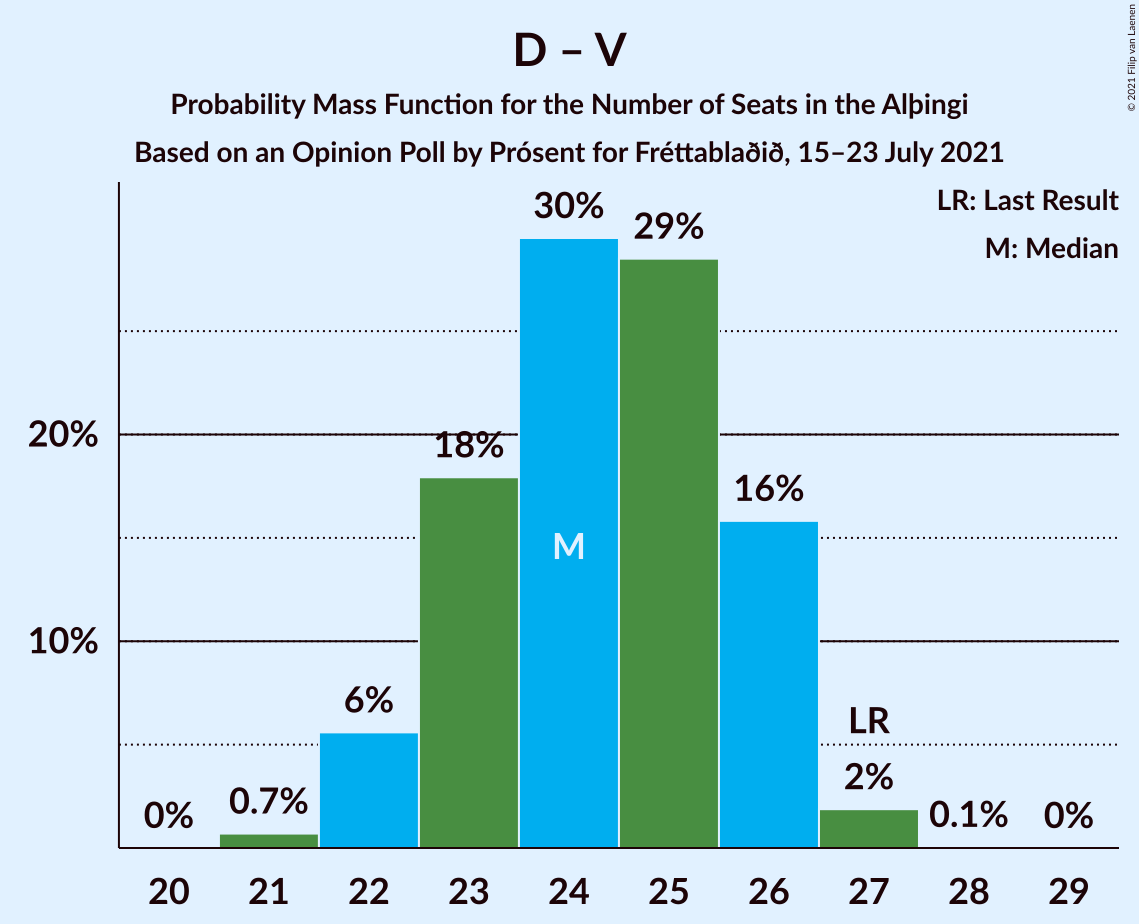 D – V
Probability Mass Function for the Number of Seats in the Alþingi
Based on an Opinion Poll by Prósent for Fréttablaðið, 15–23 July 2021
© 2021 Filip van Laenen
LR: Last Result
M: Median
30%
29%
20%
18%
16%
M
10%
6%
LR
2%
0.7%
0%
0.1%
0%
20 21 22 23 24 25 26 27 28 29